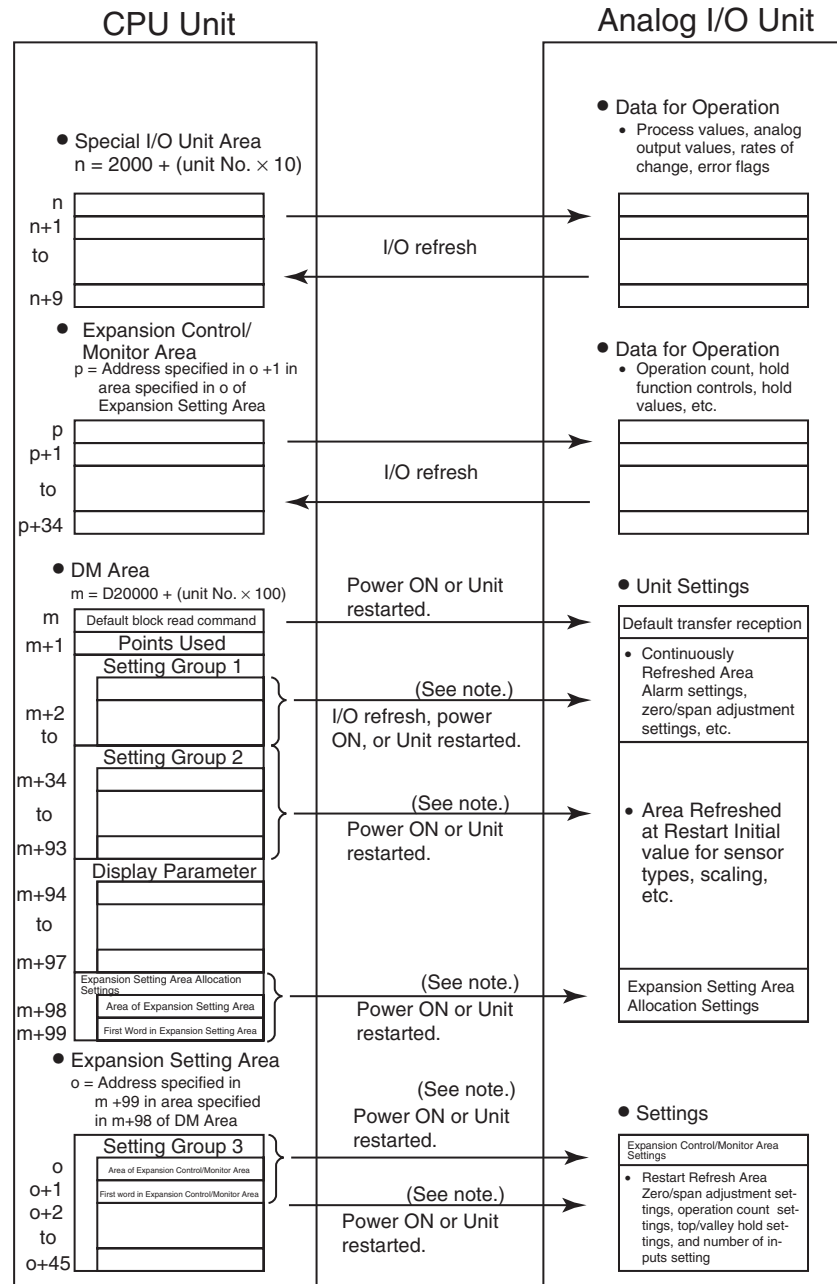 CPU Unit
Analog I/O Unit
● Special I/O Unit Area
n = 2000 + (unit No. × 10)
n
n+1
to
n+9
I/O refresh
● Data for Operation
• Process values, analog
output values, rates of
change, error flags
● Expansion Control/
Monitor Area
p = Address specified in o +1 in
area specified in o of
Expansion Setting Area
p
p+1
to
p+34
I/O refresh
● Data for Operation
• Operation count, hold
function controls, hold
values, etc.
● DM Area
m = D20000 + (unit No. × 100)
m
Default block read command
m+1
Points Used
Setting Group 1
m+2
to
Setting Group 2
m+34
to
m+93
Display Parameter
m+94
to
m+97
Expansion Setting Area Allocation
Settings
m+98
Area of Expansion Setting Area
m+99
First Word in Expansion Setting Area
Power ON or Unit
restarted.
(See note.)
I/O refresh, power
ON, or Unit restarted.
(See note.)
Power ON or Unit
restarted.
(See note.)
Power ON or Unit
restarted.
● Unit Settings
Default transfer reception
• Continuously
Refreshed Area
Alarm settings,
zero/span adjustment
settings, etc.
• Area Refreshed
at Restart Initial
value for sensor
types, scaling,
etc.
Expansion Setting Area
Allocation Settings
● Expansion Setting Area
o = Address specified in
m +99 in area specified
in m+98 of DM Area
Setting Group 3
o
Area of Expansion Control/Monitor Area
o+1
First word in Expansion Control/Monitor Area
o+2
to
o+45
(See note.)
Power ON or Unit
restarted.
(See note.)
Power ON or Unit
restarted.
● Settings
Expansion Control/Monitor Area
Settings
• Restart Refresh Area
Zero/span adjustment set-
tings, operation count set-
tings, top/valley hold set-
tings, and number of in-
puts setting